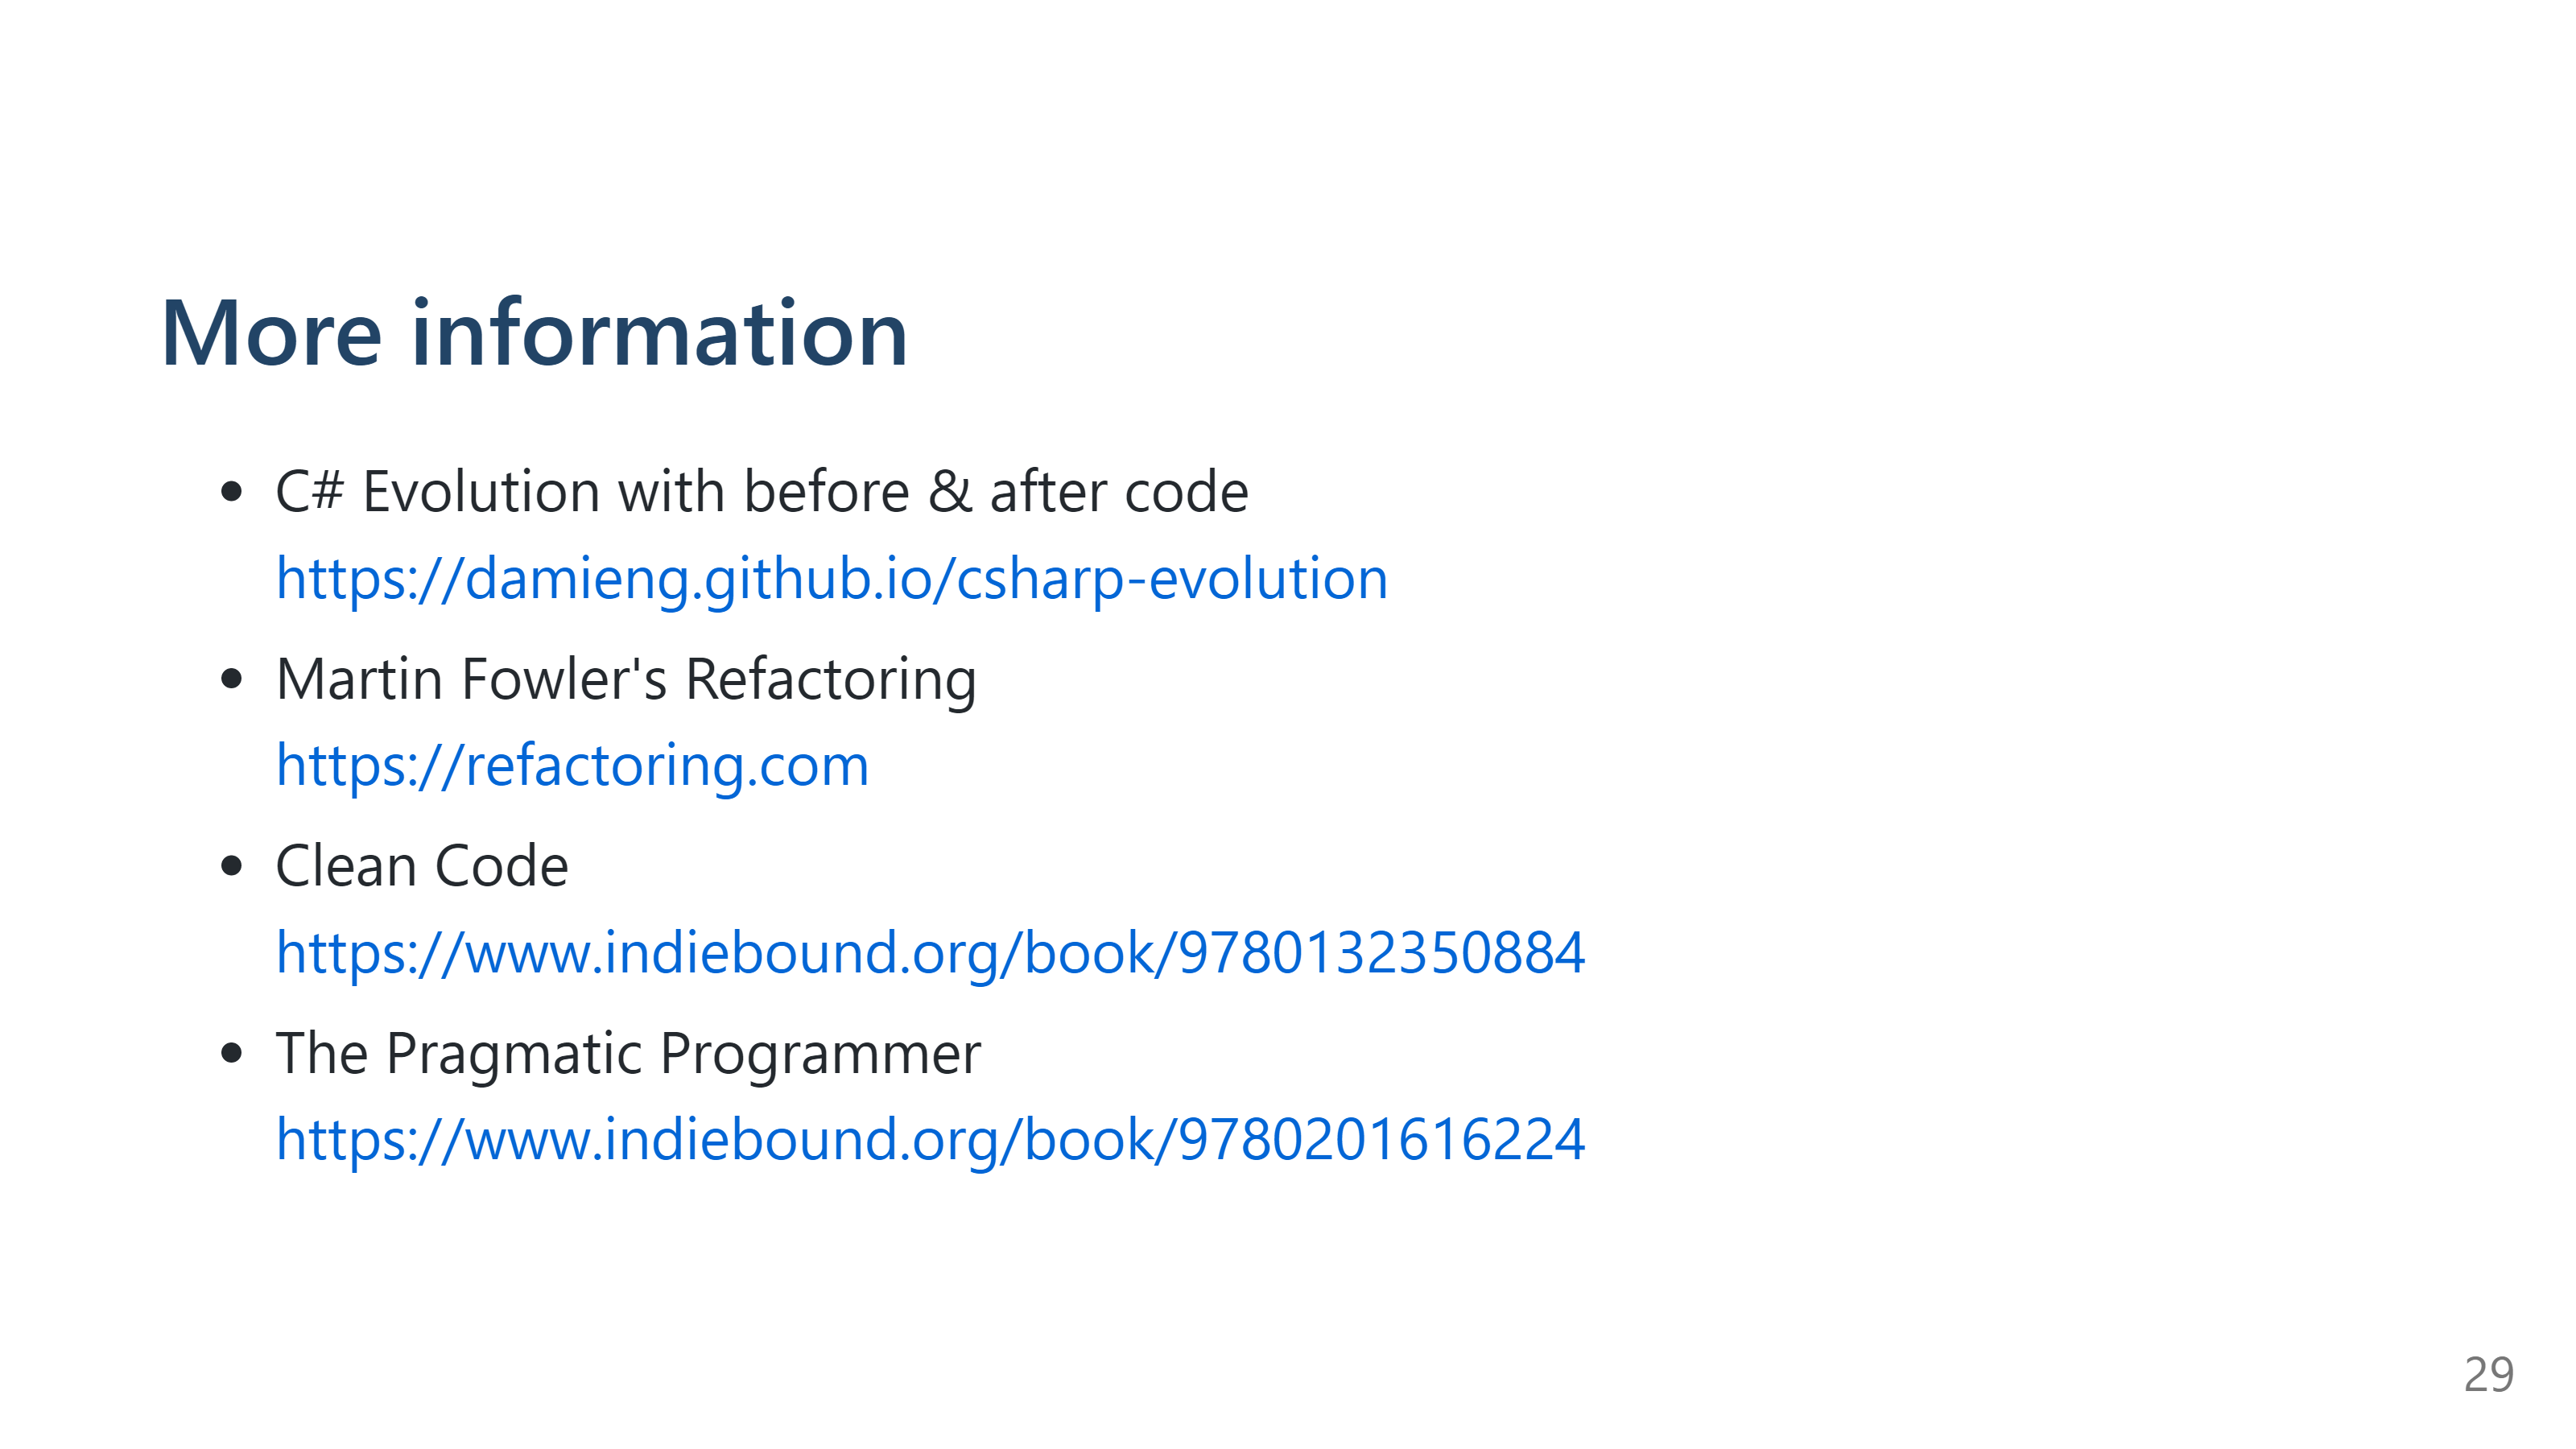 More information
• C# Evolution with before & after code
https://damieng.github.io/csharp-evolution
• Martin Fowler's Refactoring
https://refactoring.com
• Clean Code
https://www.indiebound.org/book/9780132350884
• The Pragmatic Programmer
https://www.indiebound.org/book/9780201616224
29